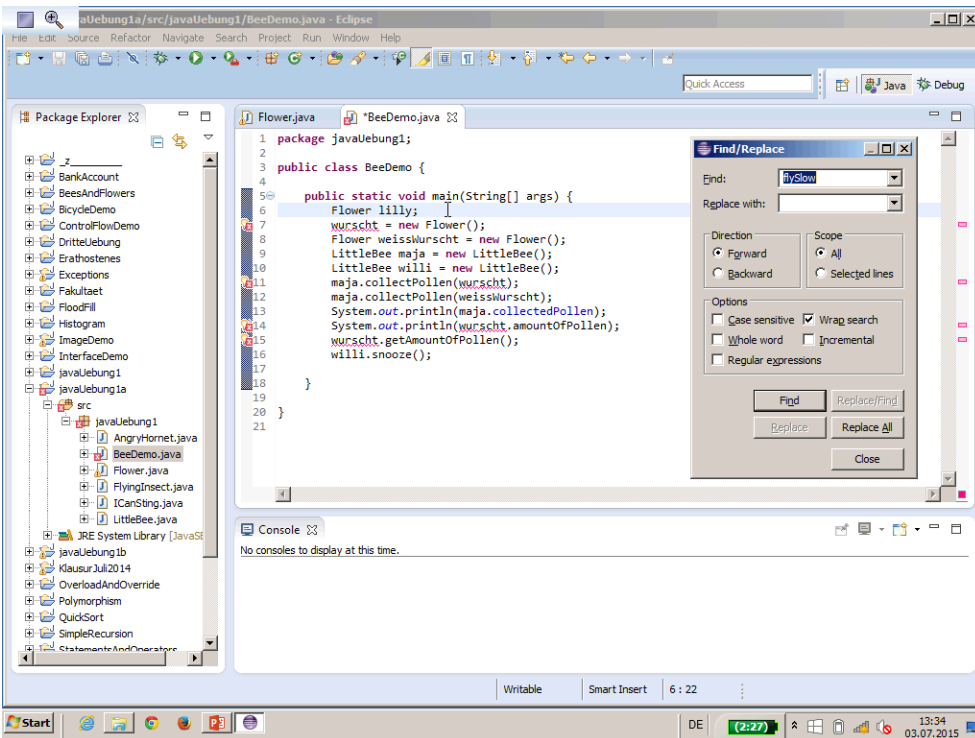 aUebung1a/src/javaUebung1/BeeDemo.java - Eclipse
File Edit Source Refactor Navigate Search Project Run Window Help
Quick Access
Java
Debug
Package Explorer
_z_________
BankAccount
BeesAndFlowers
BicycleDemo
ControlFlowDemo
DritteUebung
Erathostenes
Exceptions
Fakultaet
FloodFill
Histogram
ImageDemo
InterfaceDemo
javaUebung1
javaUebung1a
src
javaUebung1
AngryHornet.java
BeeDemo.java
Flower.java
FlyingInsect.java
ICanSting.java
LittleBee.java
JRE System Library [JavaSE
javaUebung1b
KlausurJuli2014
OverloadAndOverride
Polymorphism
QuickSort
SimpleRecursion
StatementsAndOperators
Flower.java
*BeeDemo.java
1 package javaUebung1;
2
3 public class BeeDemo {
4
5 public static void main(String[] args) {
6 Flower lilly;
7 wurscht = new Flower();
8 Flower weissWurscht = new Flower();
9 LittleBee maja = new LittleBee();
10 LittleBee willi = new LittleBee();
11 maja.collectPollen(wurscht);
12 maja.collectPollen(weissWurscht);
13 System.out.println(maja.collectedPollen);
14 System.out.println(wurscht.amountOfPollen);
15 wurscht.getAmountOfPollen();
16 willi.snooze();
17
18 }
19
20 }
21
Find/Replace
Find: flySlow
Replace with:
Direction
Forward
Backward
Scope
All
Selected lines
Options
Case sensitive
Wrap search
Whole word
Incremental
Regular expressions
Find
Replace/Find
Replace
Replace All
Close
Console
No consoles to display at this time.
Writable
Smart Insert
6 : 22
Start
DE
(2:27)
13:34
03.07.2015